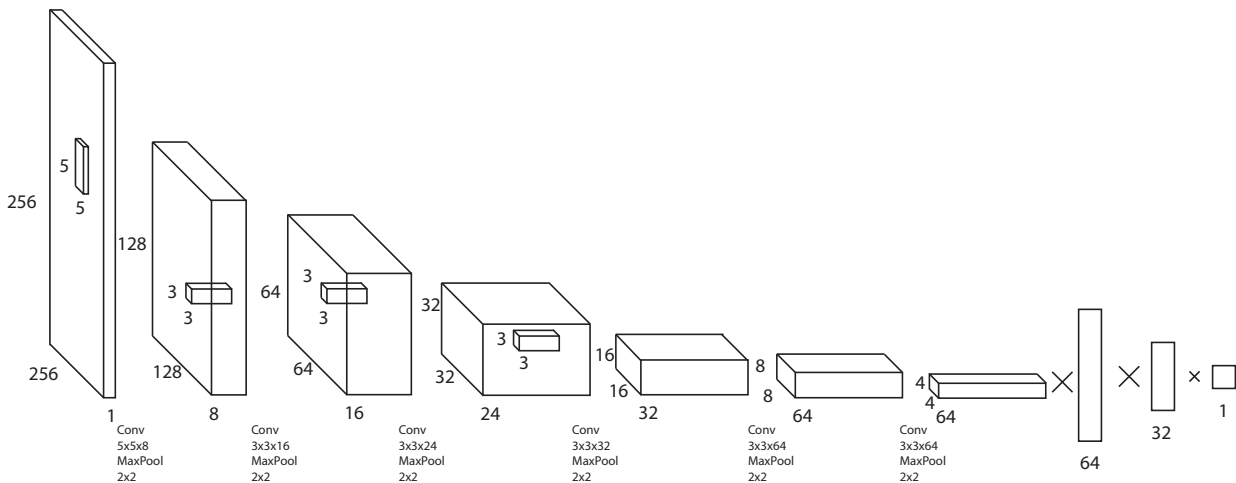 5
5
256
256
1
128
3
3
128
8
64
3
3
64
16
32
3
3
32
24
16
16
32
8
8
64
4
4
64
64
32
1
Conv
5x5x8
MaxPool
2x2
Conv
3x3x16
MaxPool
2x2
Conv
3x3x24
MaxPool
2x2
Conv
3x3x32
MaxPool
2x2
Conv
3x3x64
MaxPool
2x2
Conv
3x3x64
MaxPool
2x2